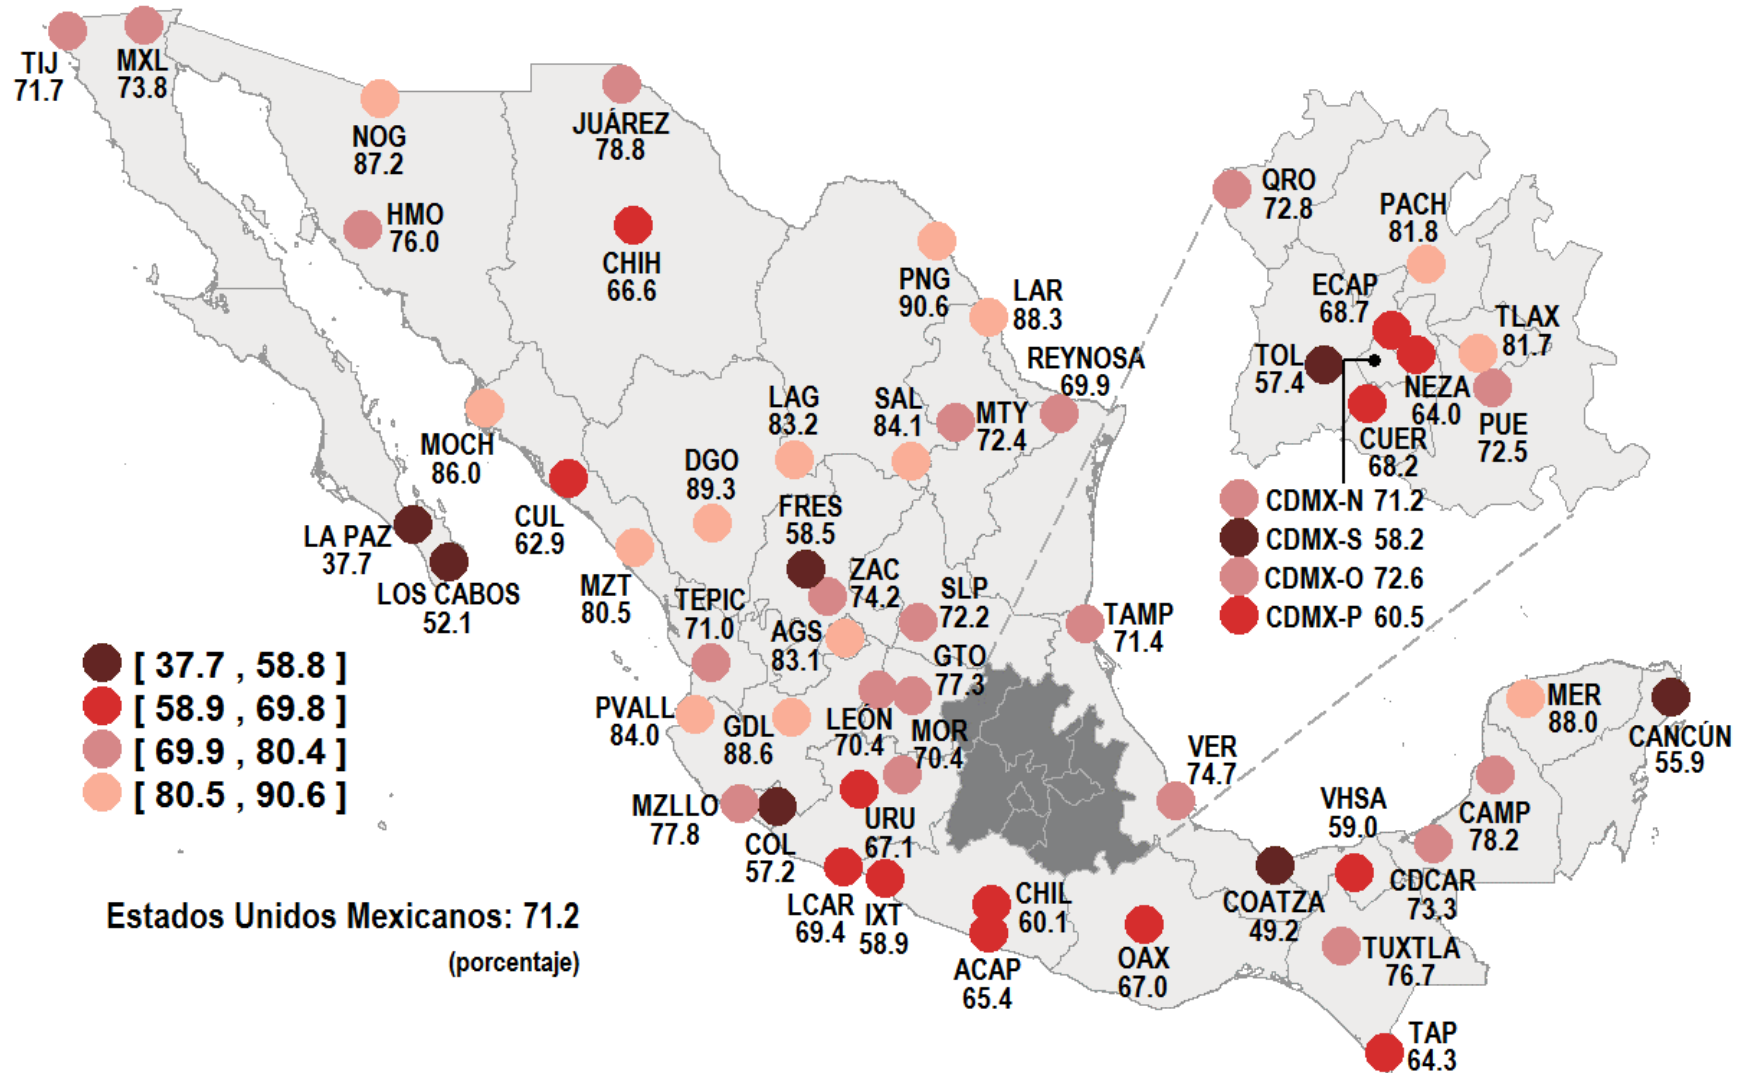 TIJ
71.7
MXL
73.8
NOG
87.2
HMO
76.0
JUÁREZ
78.8
CHIH
66.6
PNG
90.6
LAR
88.3
REYNOSA
69.9
MOCH
86.0
CUL
62.9
DGO
89.3
LAG
83.2
SAL
84.1
MTY
72.4
LA PAZ
37.7
LOS CABOS
52.1
MZT
80.5
FRES
58.5
ZAC
74.2
SLP
72.2
TEPIC
71.0
AGS
83.1
GTO
77.3
TAMP
71.4
PVALL
84.0
GDL
88.6
LEÓN
70.4
MOR
70.4
MZLLO
77.8
COL
57.2
URU
67.1
LCAR
69.4
IXT
58.9
CHIL
60.1
ACAP
65.4
OAX
67.0
VER
74.7
COATZA
49.2
VHSA
59.0
CDCAR
73.3
CAMP
78.2
MER
88.0
CANCÚN
55.9
TUXTLA
76.7
TAP
64.3
QRO
72.8
PACH
81.8
ECAP
68.7
TLAX
81.7
TOL
57.4
NEZA
64.0
CUER
68.2
PUE
72.5
CDMX-N 71.2
CDMX-S 58.2
CDMX-O 72.6
CDMX-P 60.5
[ 37.7 , 58.8 ]
[ 58.9 , 69.8 ]
[ 69.9 , 80.4 ]
[ 80.5 , 90.6 ]
Estados Unidos Mexicanos: 71.2
(porcentaje)